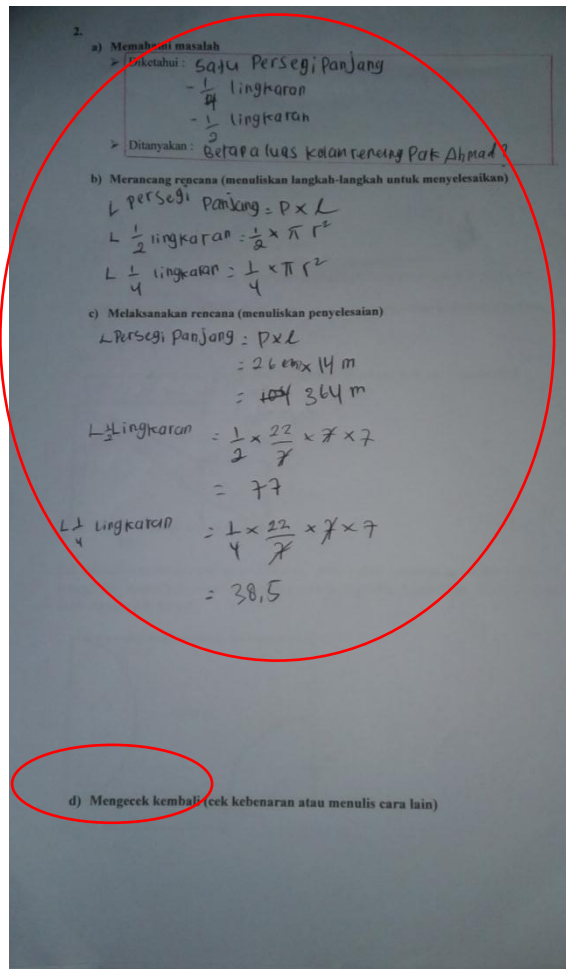 2.
a) Memahami masalah
➢ Diketahui : Satu Persegi Panjang
- 1/4 lingkaran
- 1/2 lingkaran
➢ Ditanyakan : Berapa luas kolam renang Pak Ahmad?
b) Merancang rencana (menuliskan langkah-langkah untuk menyelesaikan)
L Persegi Panjang = P x L
L 1/2 lingkaran = 1/2 x π r²
L 1/4 lingkaran = 1/4 x π r²
c) Melaksanakan rencana (menuliskan penyelesaian)
L Persegi Panjang = P x l
= 26 m x 14 m
= 364 m
L 1/2 Lingkaran = 1/2 x 22/7 x 7 x 7
= 77
L 1/4 Lingkaran = 1/4 x 22/7 x 7 x 7
= 38,5
d) Mengecek kembali (cek kebenaran atau menulis cara lain)